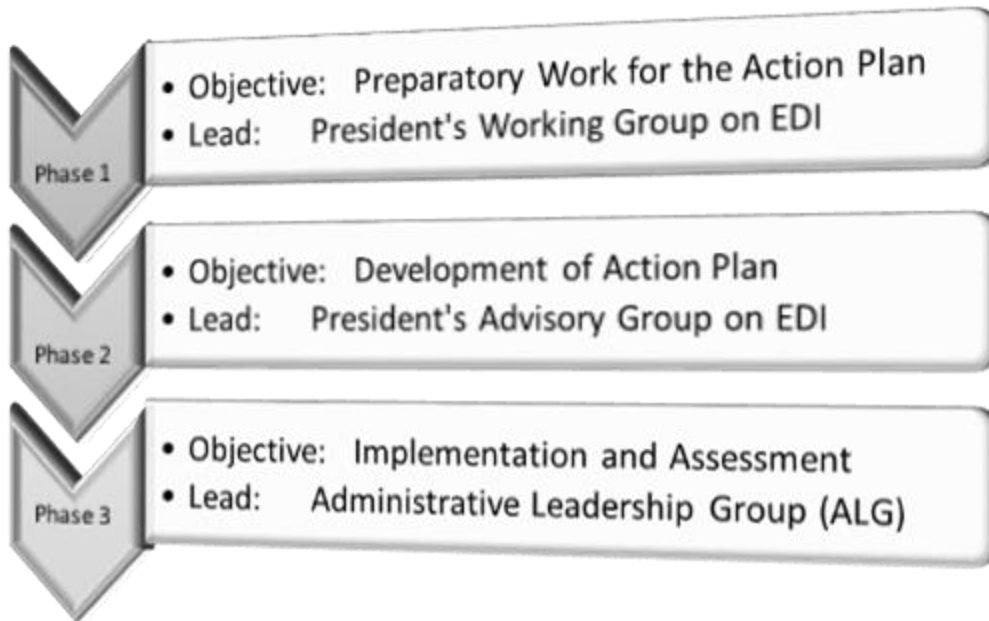 Phase 1
• Objective: Preparatory Work for the Action Plan
• Lead: President's Working Group on EDI
Phase 2
• Objective: Development of Action Plan
• Lead: President's Advisory Group on EDI
Phase 3
• Objective: Implementation and Assessment
• Lead: Administrative Leadership Group (ALG)